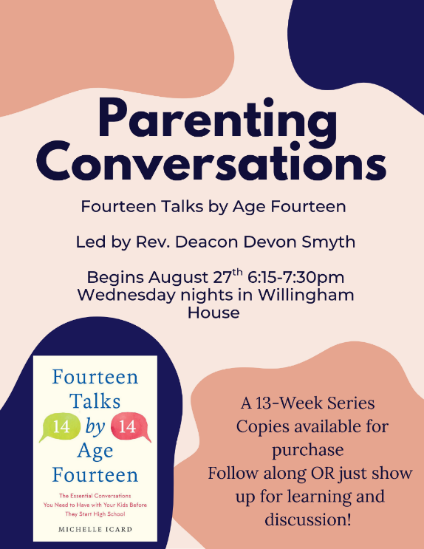 Parenting
Conversations
Fourteen Talks by Age Fourteen
Led by Rev. Deacon Devon Smyth
Begins August 27th 6:15-7:30pm
Wednesday nights in Willingham
House
Fourteen
Talks
14 by 14
Age
Fourteen
The Essential Conversations
You Need to Have with Your Kids Before
They Start High School
MICHELLE ICARD
A 13-Week Series
Copies available for
purchase
Follow along OR just show
up for learning and
discussion!